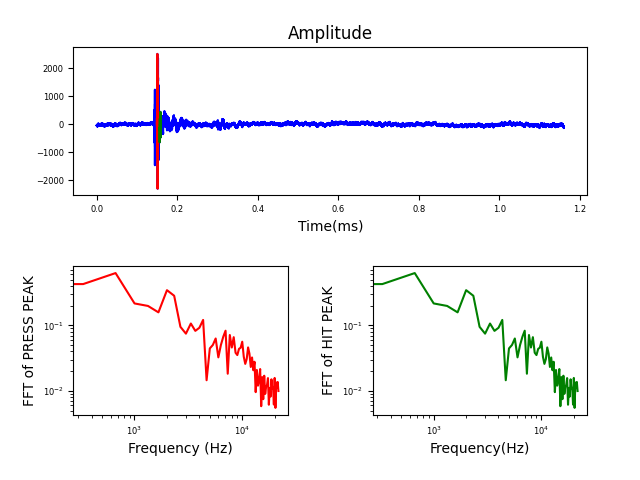 Amplitude
2000
1000
0
−1000
−2000
0.0 0.2 0.4 0.6 0.8 1.0 1.2
Time(ms)
FFT of PRESS PEAK
10⁻¹
10⁻²
10³ 10⁴
Frequency (Hz)
FFT of HIT PEAK
10⁻¹
10⁻²
10³ 10⁴
Frequency(Hz)